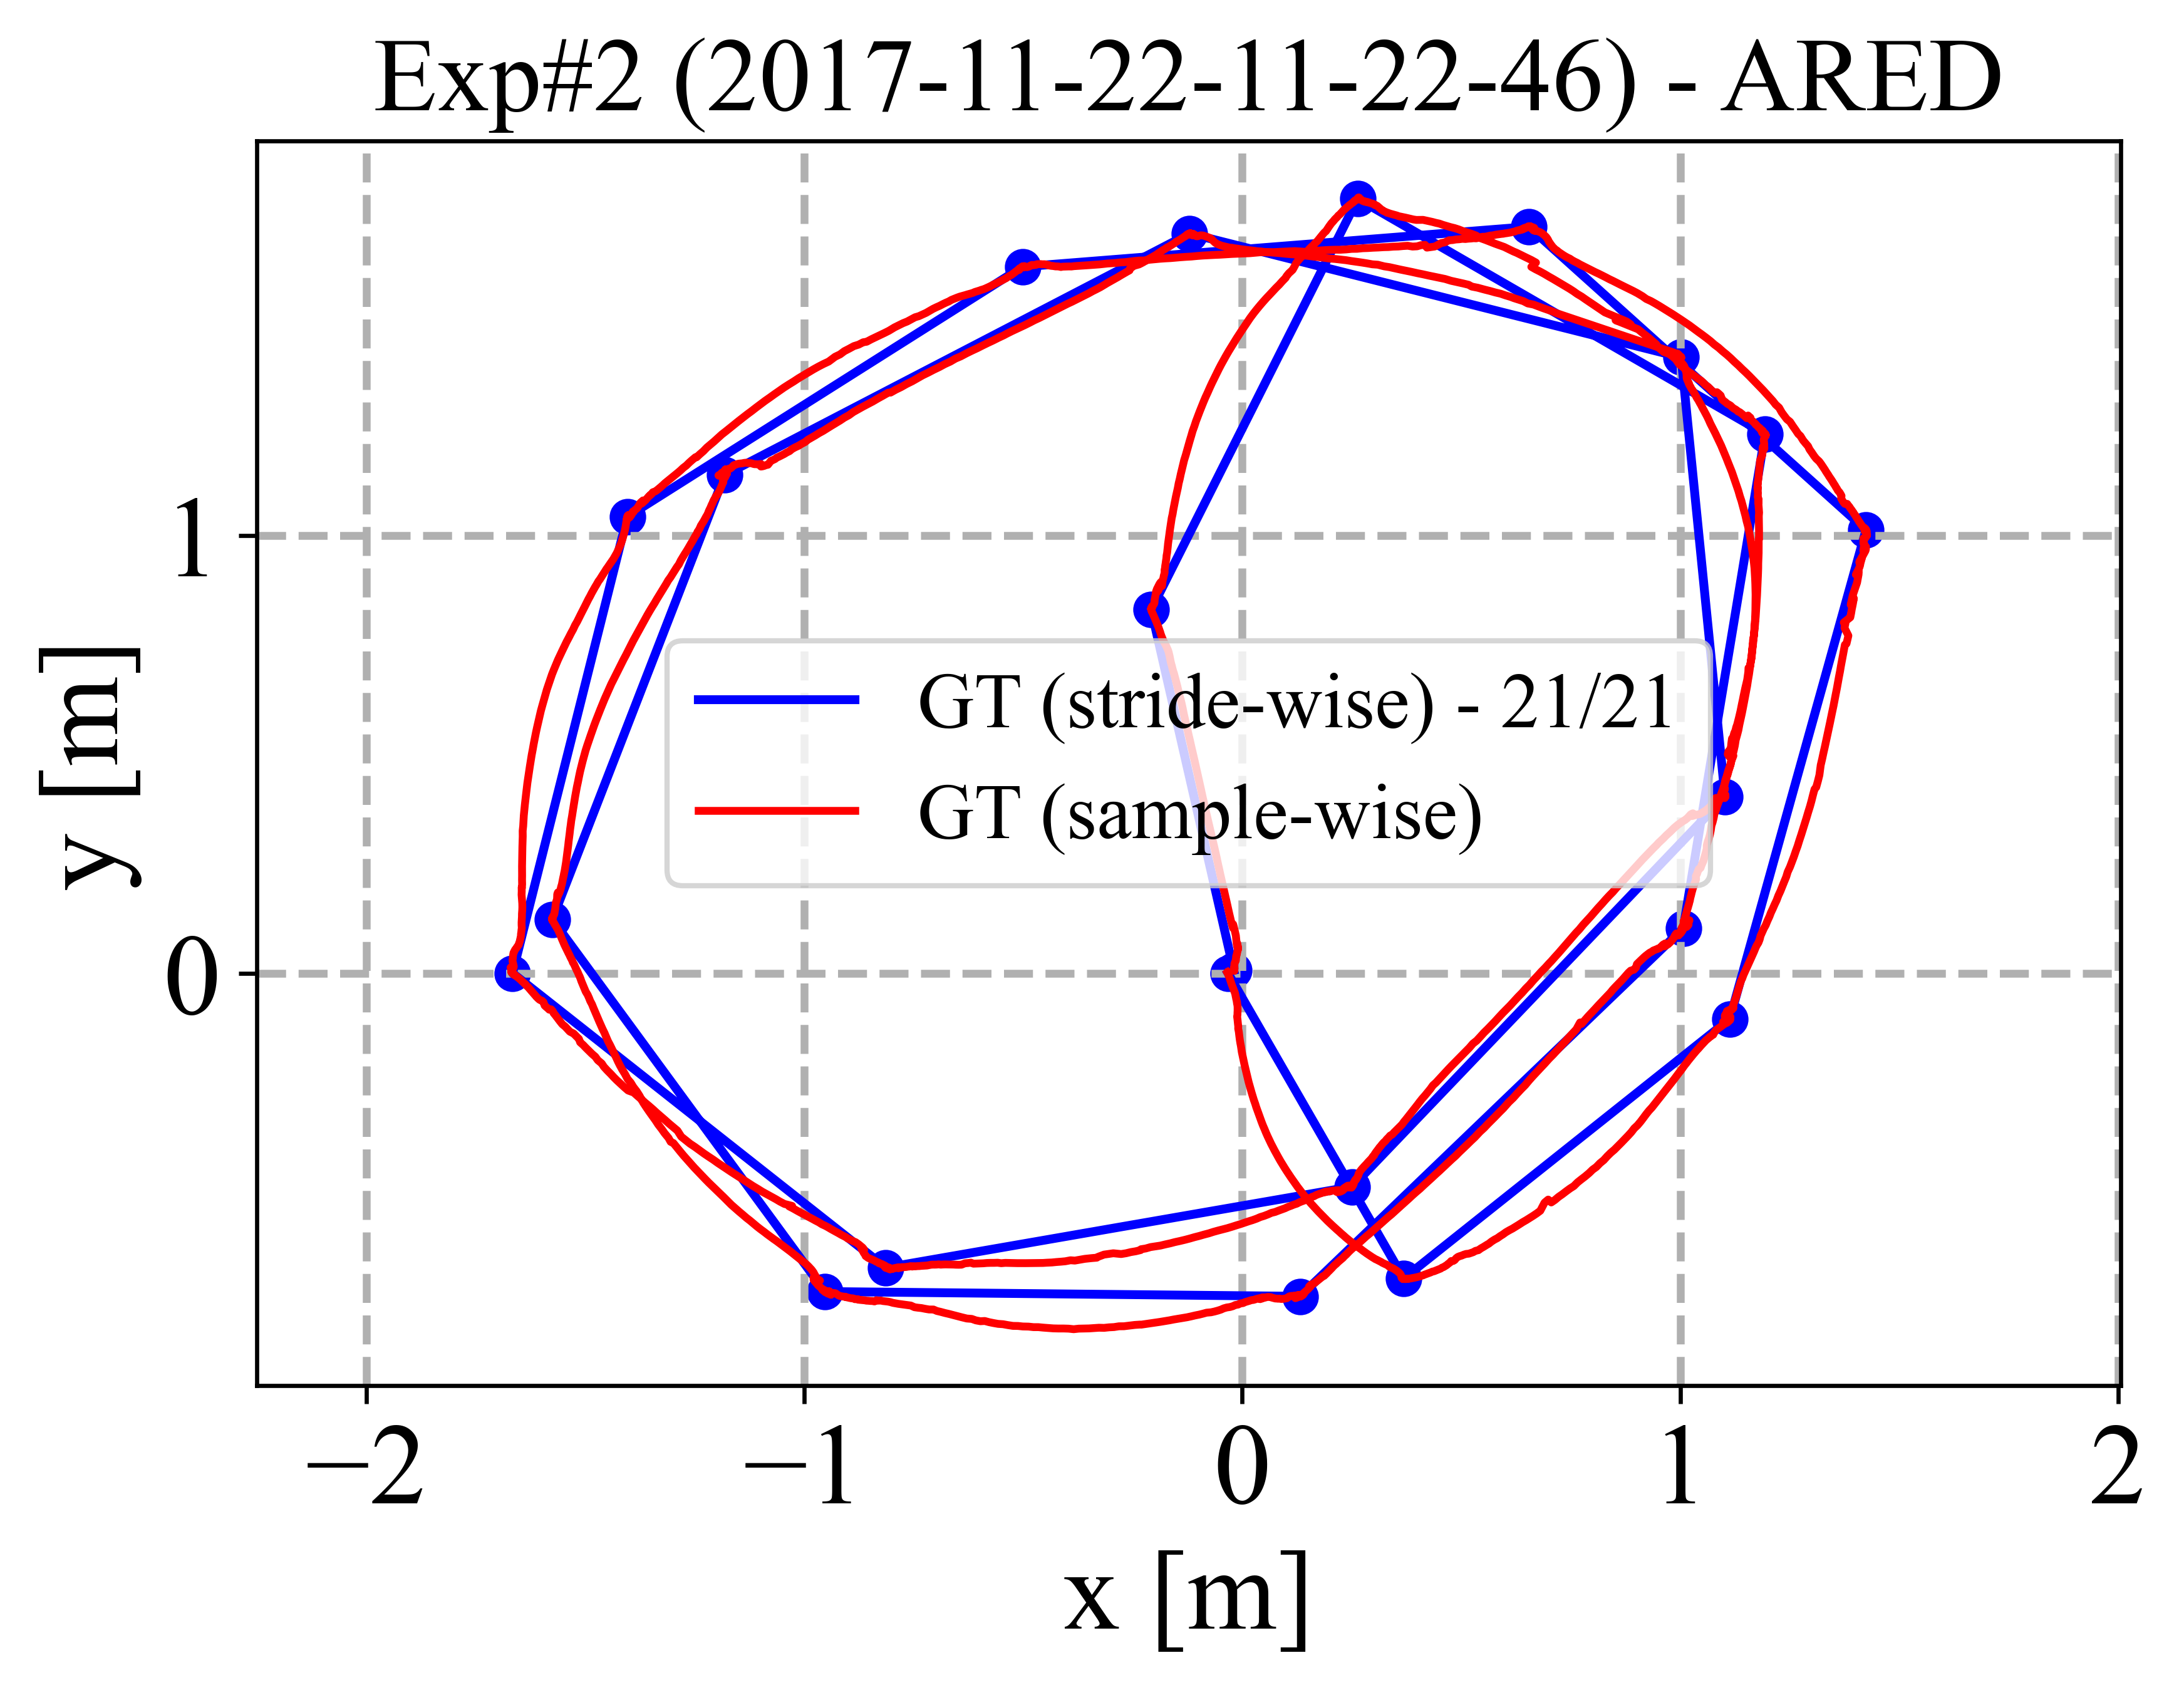 Exp#2 (2017-11-22-11-22-46) - ARED
y [m]
1
0
GT (stride-wise) - 21/21
GT (sample-wise)
−2 −1 0 1 2
x [m]